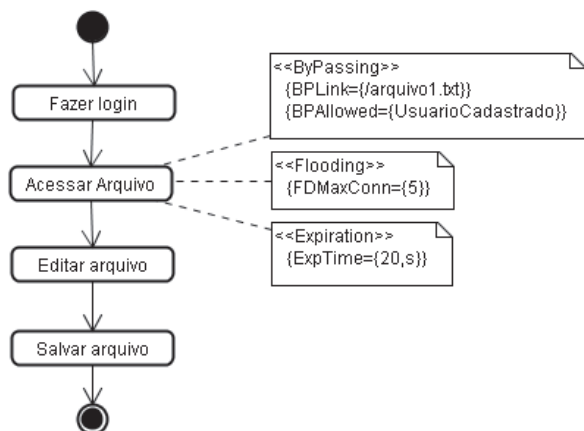 Fazer login
Acessar Arquivo
Editar arquivo
Salvar arquivo
<<ByPassing>>
{BPLink={/arquivo1.txt}}
{BPAllowed={UsuarioCadastrado}}
<<Flooding>>
{FDMaxConn={5}}
<<Expiration>>
{ExpTime={20,s}}